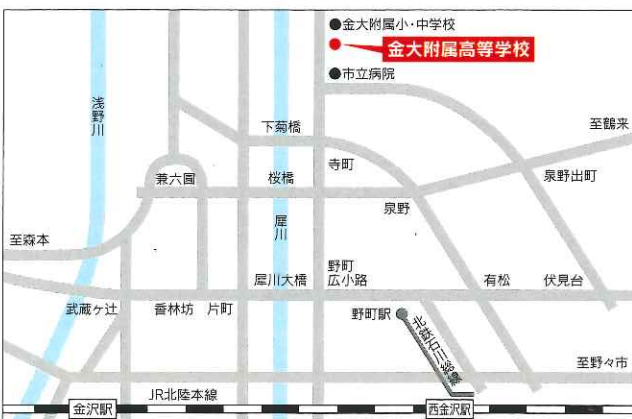 金大附属小・中学校
金大附属高等学校
市立病院
浅野川
下菊橋
至鶴来
寺町
泉野出町
兼六園
桜橋
泉野
犀川
至森本
野町
広小路
犀川大橋
有松
伏見台
武蔵ヶ辻
香林坊
片町
野町駅
北鉄石川総線
至野々市
JR北陸本線
金沢駅
西金沢駅